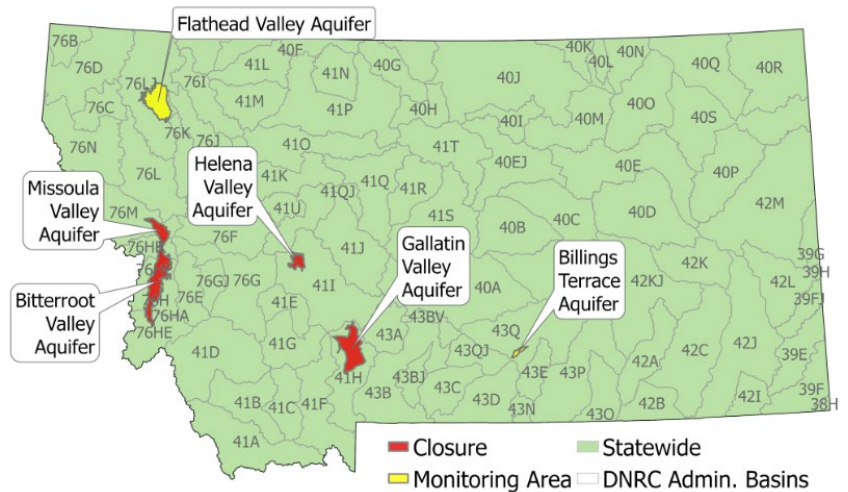 Flathead Valley Aquifer
76B
40F
40K
40N
76D
41L
41N
40G
40L
40Q
40R
76LJ
76I
40J
76C
41M
41P
40H
40M
40O
40S
40I
76K
76J
76N
41O
41T
40EJ
40E
40P
76L
41K
41QJ
41Q
41R
Helena
Valley
Aquifer
Missoula
Valley
Aquifer
76M
41U
41S
42M
40B
40C
40D
76F
76HB
41J
Gallatin
Valley
Aquifer
Billings
Terrace
Aquifer
39G
39H
42K
76GJ
76G
41I
40A
42KJ
42L
39FJ
Bitterroot
Valley
Aquifer
76E
41E
76HA
43BV
76HE
43A
43Q
41G
42J
41D
43QJ
42C
39E
41H
43BJ
43E
43P
42A
43B
43C
39F
41B
41C
41F
43D
43N
43O
42B
42I
38H
41A
Closure
Statewide
Monitoring Area
DNRC Admin. Basins